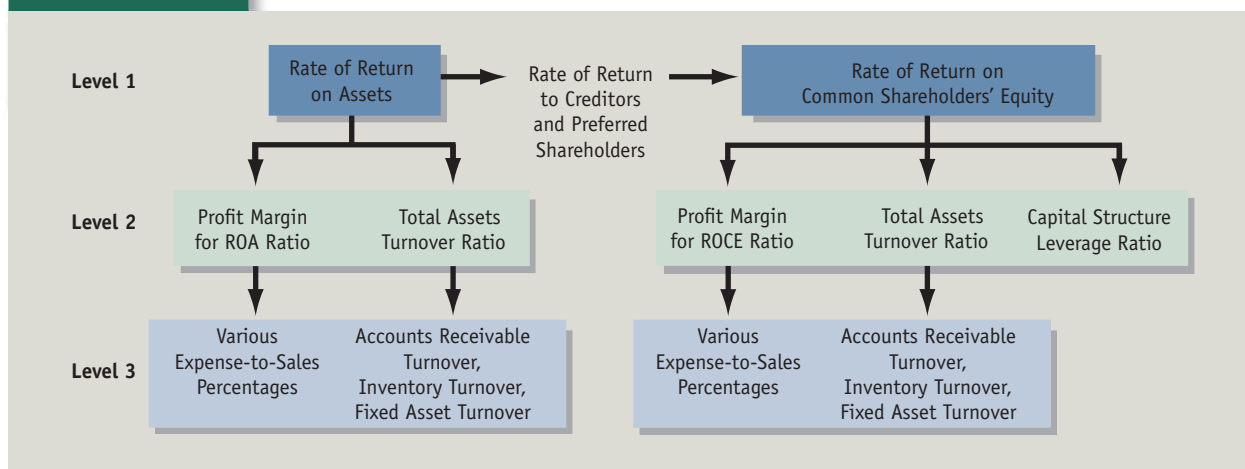 Level 1
Rate of Return
on Assets
Rate of Return
to Creditors
and Preferred
Shareholders
Rate of Return on
Common Shareholders’ Equity
Level 2
Profit Margin
for ROA Ratio
Total Assets
Turnover Ratio
Profit Margin
for ROCE Ratio
Total Assets
Turnover Ratio
Capital Structure
Leverage Ratio
Level 3
Various
Expense-to-Sales
Percentages
Accounts Receivable
Turnover,
Inventory Turnover,
Fixed Asset Turnover
Various
Expense-to-Sales
Percentages
Accounts Receivable
Turnover,
Inventory Turnover,
Fixed Asset Turnover